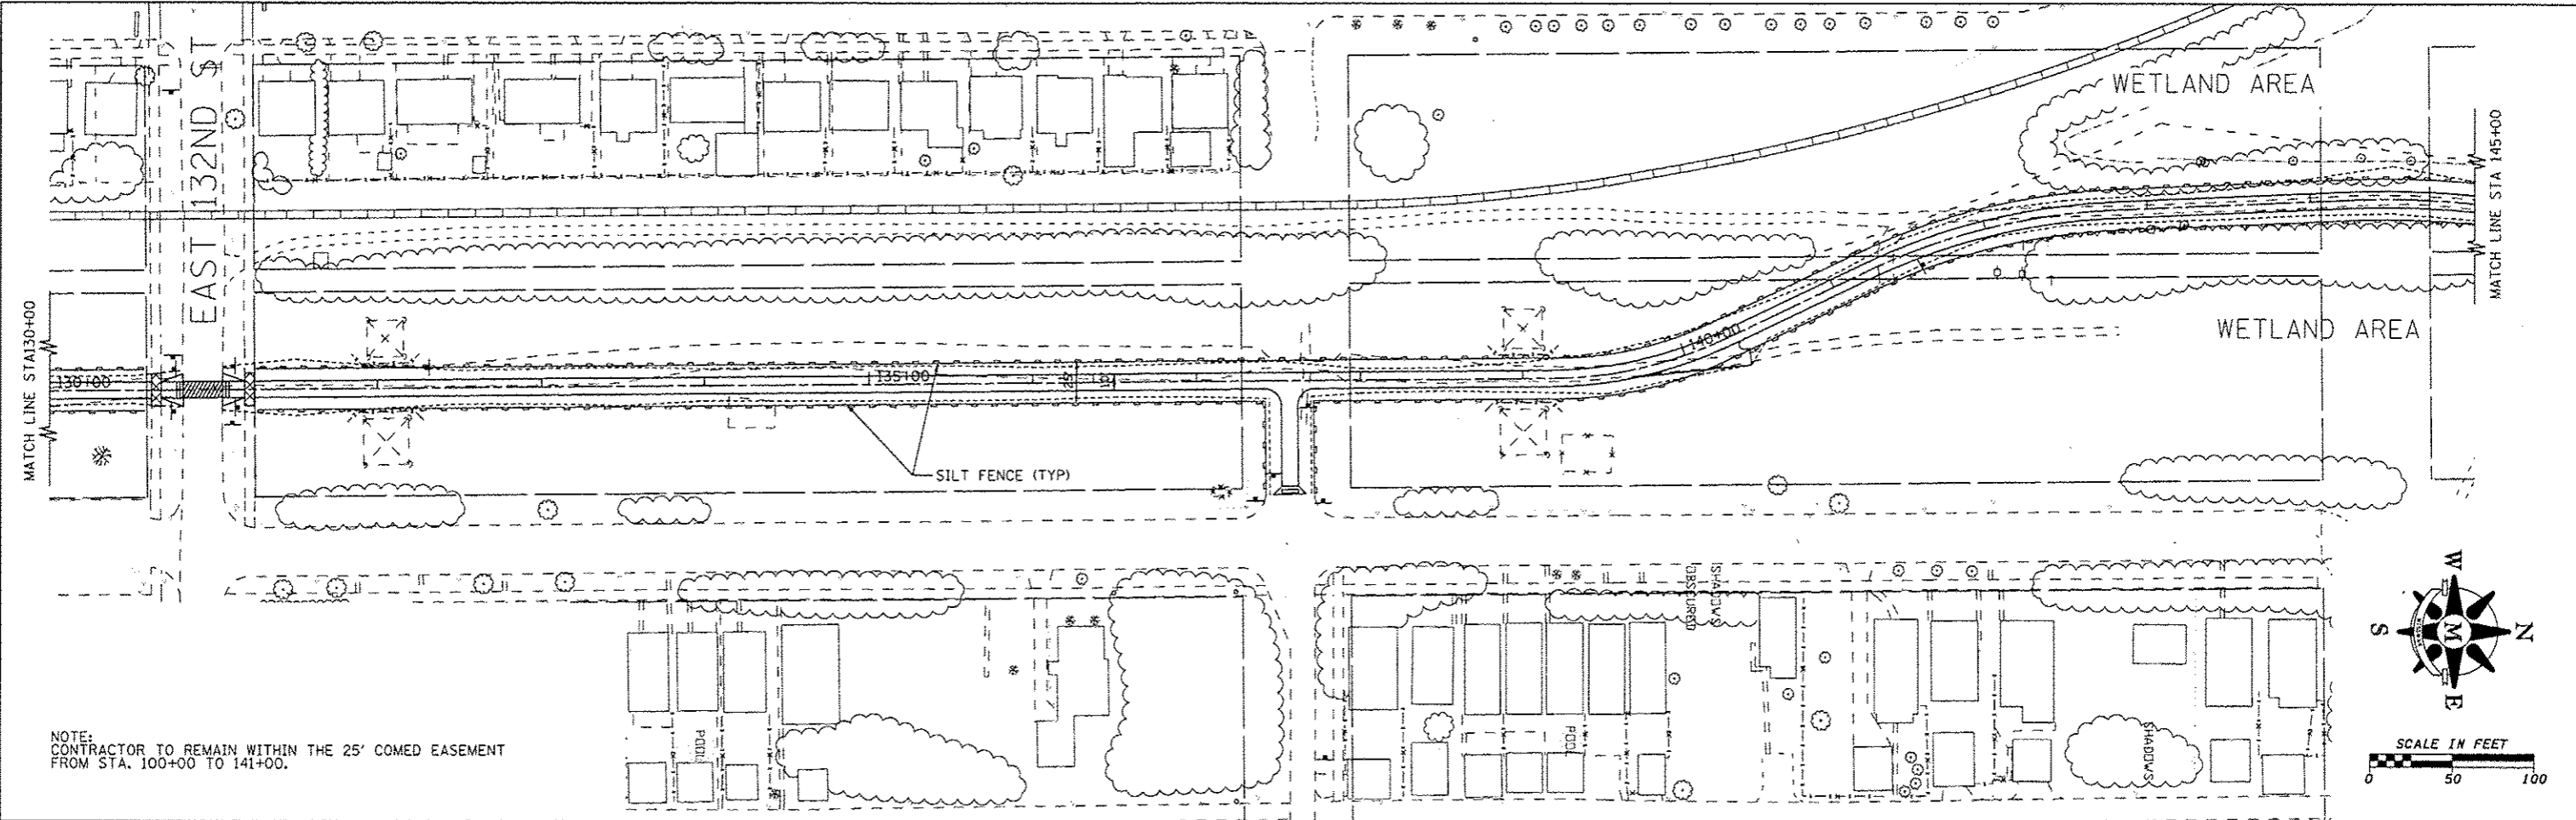 EAST 132ND ST
WETLAND AREA
MATCH LINE STA 145+00
MATCH LINE STA130+00
WETLAND AREA
140+00
130+00
135+00
25'
10'
SILT FENCE (TYP)
SHADOWS
OBSCURED
W
N
M
S
E
POOL
POOL
SHADOWS
NOTE:
CONTRACTOR TO REMAIN WITHIN THE 25' COMED EASEMENT
FROM STA. 100+00 TO 141+00.
SCALE IN FEET
0 50 100